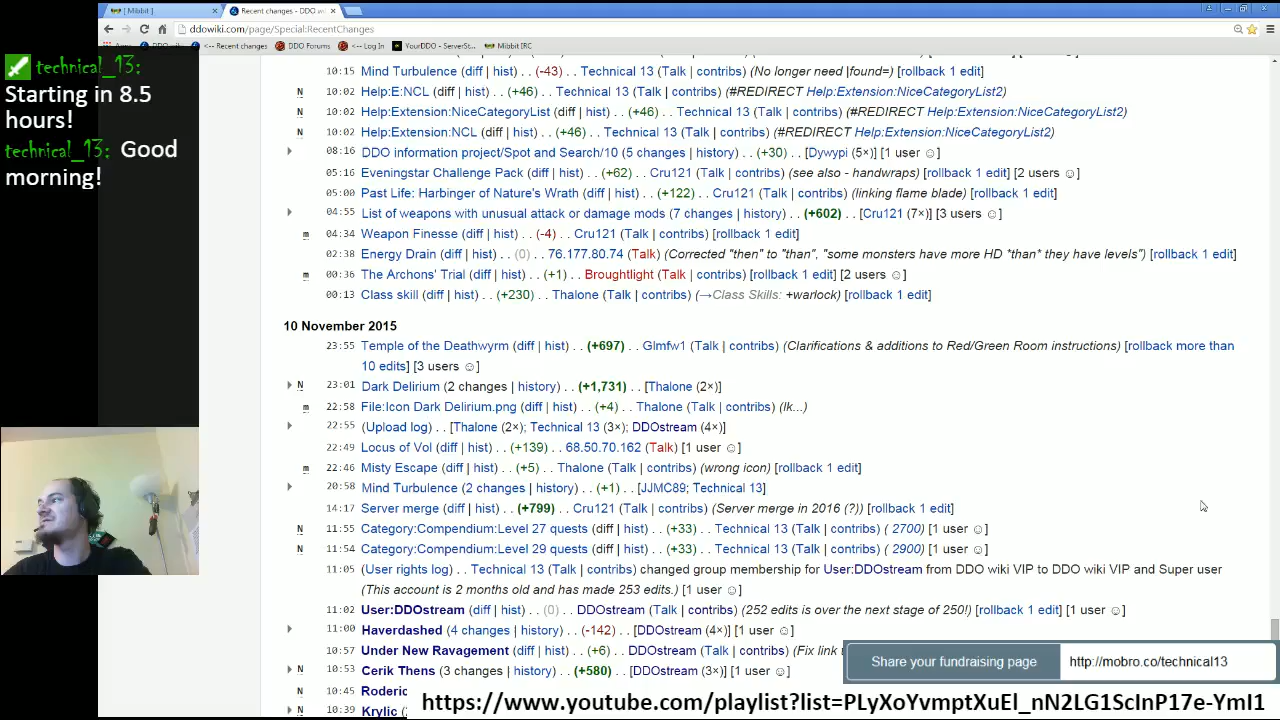 [ Mibbit ]
Recent changes - DDO wi
ddowiki.com/page/Special:RecentChanges
<-- Recent changes
DDO Forums
<-- Log In
YourDDO - ServerSt...
Mibbit IRC
technical_13:
Starting in 8.5
hours!
technical_13: Good
morning!
10:15 Mind Turbulence (diff | hist) . . (-43) . . Technical 13 (Talk | contribs) (No longer need |found=) [rollback 1 edit]
N 10:02 Help:E:NCL (diff | hist) . . (+46) . . Technical 13 (Talk | contribs) (#REDIRECT Help:Extension:NiceCategoryList2)
N 10:02 Help:Extension:NiceCategoryList (diff | hist) . . (+46) . . Technical 13 (Talk | contribs) (#REDIRECT Help:Extension:NiceCategoryList2)
N 10:02 Help:Extension:NCL (diff | hist) . . (+46) . . Technical 13 (Talk | contribs) (#REDIRECT Help:Extension:NiceCategoryList2)
08:16 DDO information project/Spot and Search/10 (5 changes | history) . . (+30) . . [Dywypi (5×)] [1 user ☺]
05:16 Eveningstar Challenge Pack (diff | hist) . . (+62) . . Cru121 (Talk | contribs) (see also - handwraps) [rollback 1 edit] [2 users ☺]
05:00 Past Life: Harbinger of Nature's Wrath (diff | hist) . . (+122) . . Cru121 (Talk | contribs) (linking flame blade) [rollback 1 edit]
04:55 List of weapons with unusual attack or damage mods (7 changes | history) . . (+602) . . [Cru121 (7×)] [3 users ☺]
m 04:34 Weapon Finesse (diff | hist) . . (-4) . . Cru121 (Talk | contribs) [rollback 1 edit]
02:38 Energy Drain (diff | hist) . . (0) . . 76.177.80.74 (Talk) (Corrected "then" to "than", "some monsters have more HD *than* they have levels") [rollback 1 edit]
m 00:36 The Archons' Trial (diff | hist) . . (+1) . . Broughtlight (Talk | contribs) [rollback 1 edit] [2 users ☺]
00:13 Class skill (diff | hist) . . (+230) . . Thalone (Talk | contribs) (→Class Skills: +warlock) [rollback 1 edit]
10 November 2015
23:55 Temple of the Deathwyrm (diff | hist) . . (+697) . . Glmfw1 (Talk | contribs) (Clarifications & additions to Red/Green Room instructions) [rollback more than
10 edits] [3 users ☺]
N 23:01 Dark Delirium (2 changes | history) . . (+1,731) . . [Thalone (2×)]
m 22:58 File:Icon Dark Delirium.png (diff | hist) . . (+4) . . Thalone (Talk | contribs) (lk...)
22:55 (Upload log) . . [Thalone (2×); Technical 13 (3×); DDOstream (4×)]
22:49 Locus of Vol (diff | hist) . . (+139) . . 68.50.70.162 (Talk) [1 user ☺]
m 22:46 Misty Escape (diff | hist) . . (+5) . . Thalone (Talk | contribs) (wrong icon) [rollback 1 edit]
20:58 Mind Turbulence (2 changes | history) . . (+1) . . [JJMC89; Technical 13]
14:17 Server merge (diff | hist) . . (+799) . . Cru121 (Talk | contribs) (Server merge in 2016 (?)) [rollback 1 edit]
N 11:55 Category:Compendium:Level 27 quests (diff | hist) . . (+33) . . Technical 13 (Talk | contribs) ( 2700) [1 user ☺]
N 11:54 Category:Compendium:Level 29 quests (diff | hist) . . (+33) . . Technical 13 (Talk | contribs) ( 2900) [1 user ☺]
11:05 (User rights log) . . Technical 13 (Talk | contribs) changed group membership for User:DDOstream from DDO wiki VIP to DDO wiki VIP and Super user
(This account is 2 months old and has made 253 edits.) [1 user ☺]
11:02 User:DDOstream (diff | hist) . . (0) . . DDOstream (Talk | contribs) (252 edits is over the next stage of 250!) [rollback 1 edit] [1 user ☺]
11:00 Haverdashed (4 changes | history) . . (-142) . . [DDOstream (4×)] [1 user ☺]
10:57 Under New Ravagement (diff | hist) . . (+6) . . DDOstream (Talk | contribs) (Fix link
N 10:53 Cerik Thens (3 changes | history) . . (+580) . . [DDOstream (3×)] [1 user ☺]
10:45 Roderic
N 10:39 Krylic
Share your fundraising page http://mobro.co/technical13
https://www.youtube.com/playlist?list=PLyXoYvmptXuEl_nN2LG1ScInP17e-YmI1